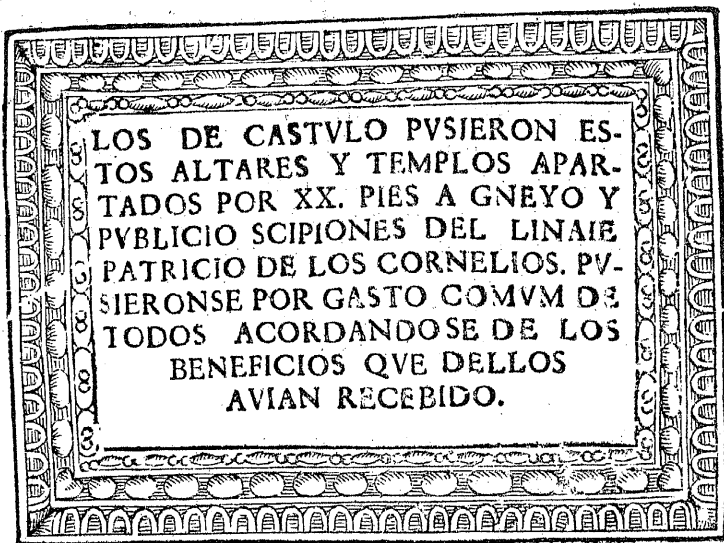 LOS DE CASTVLO PVSIERON ES-
TOS ALTARES Y TEMPLOS APAR-
TADOS POR XX. PIES A GNEYO Y
PVBLICIO SCIPIONES DEL LINAIE
PATRICIO DE LOS CORNELIOS. PV-
SIERONSE POR GASTO COMVM DE
TODOS ACORDANDOSE DE LOS
BENEFICIOS QVE DELLOS
AVIAN RECEBIDO.